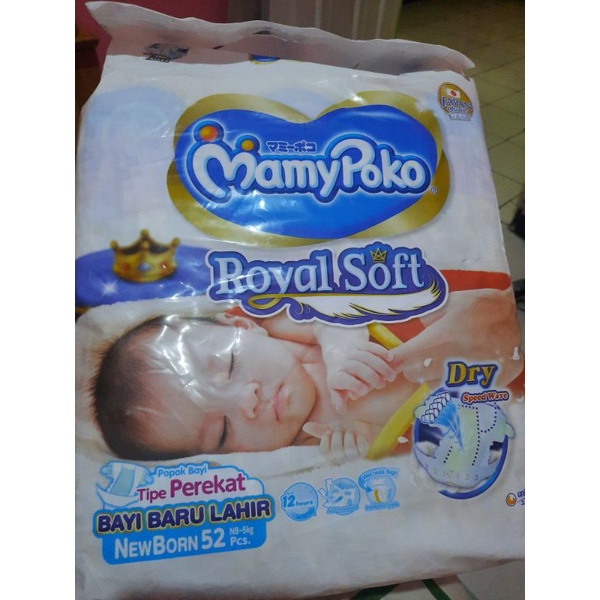 マミーポコ
MamyPoko
Royal Soft
Dry
Speed Wave
Popok Bayi
Tipe Perekat
BAYI BARU LAHIR
NewBorn 52 Pcs.
NB-5kg
12 hours